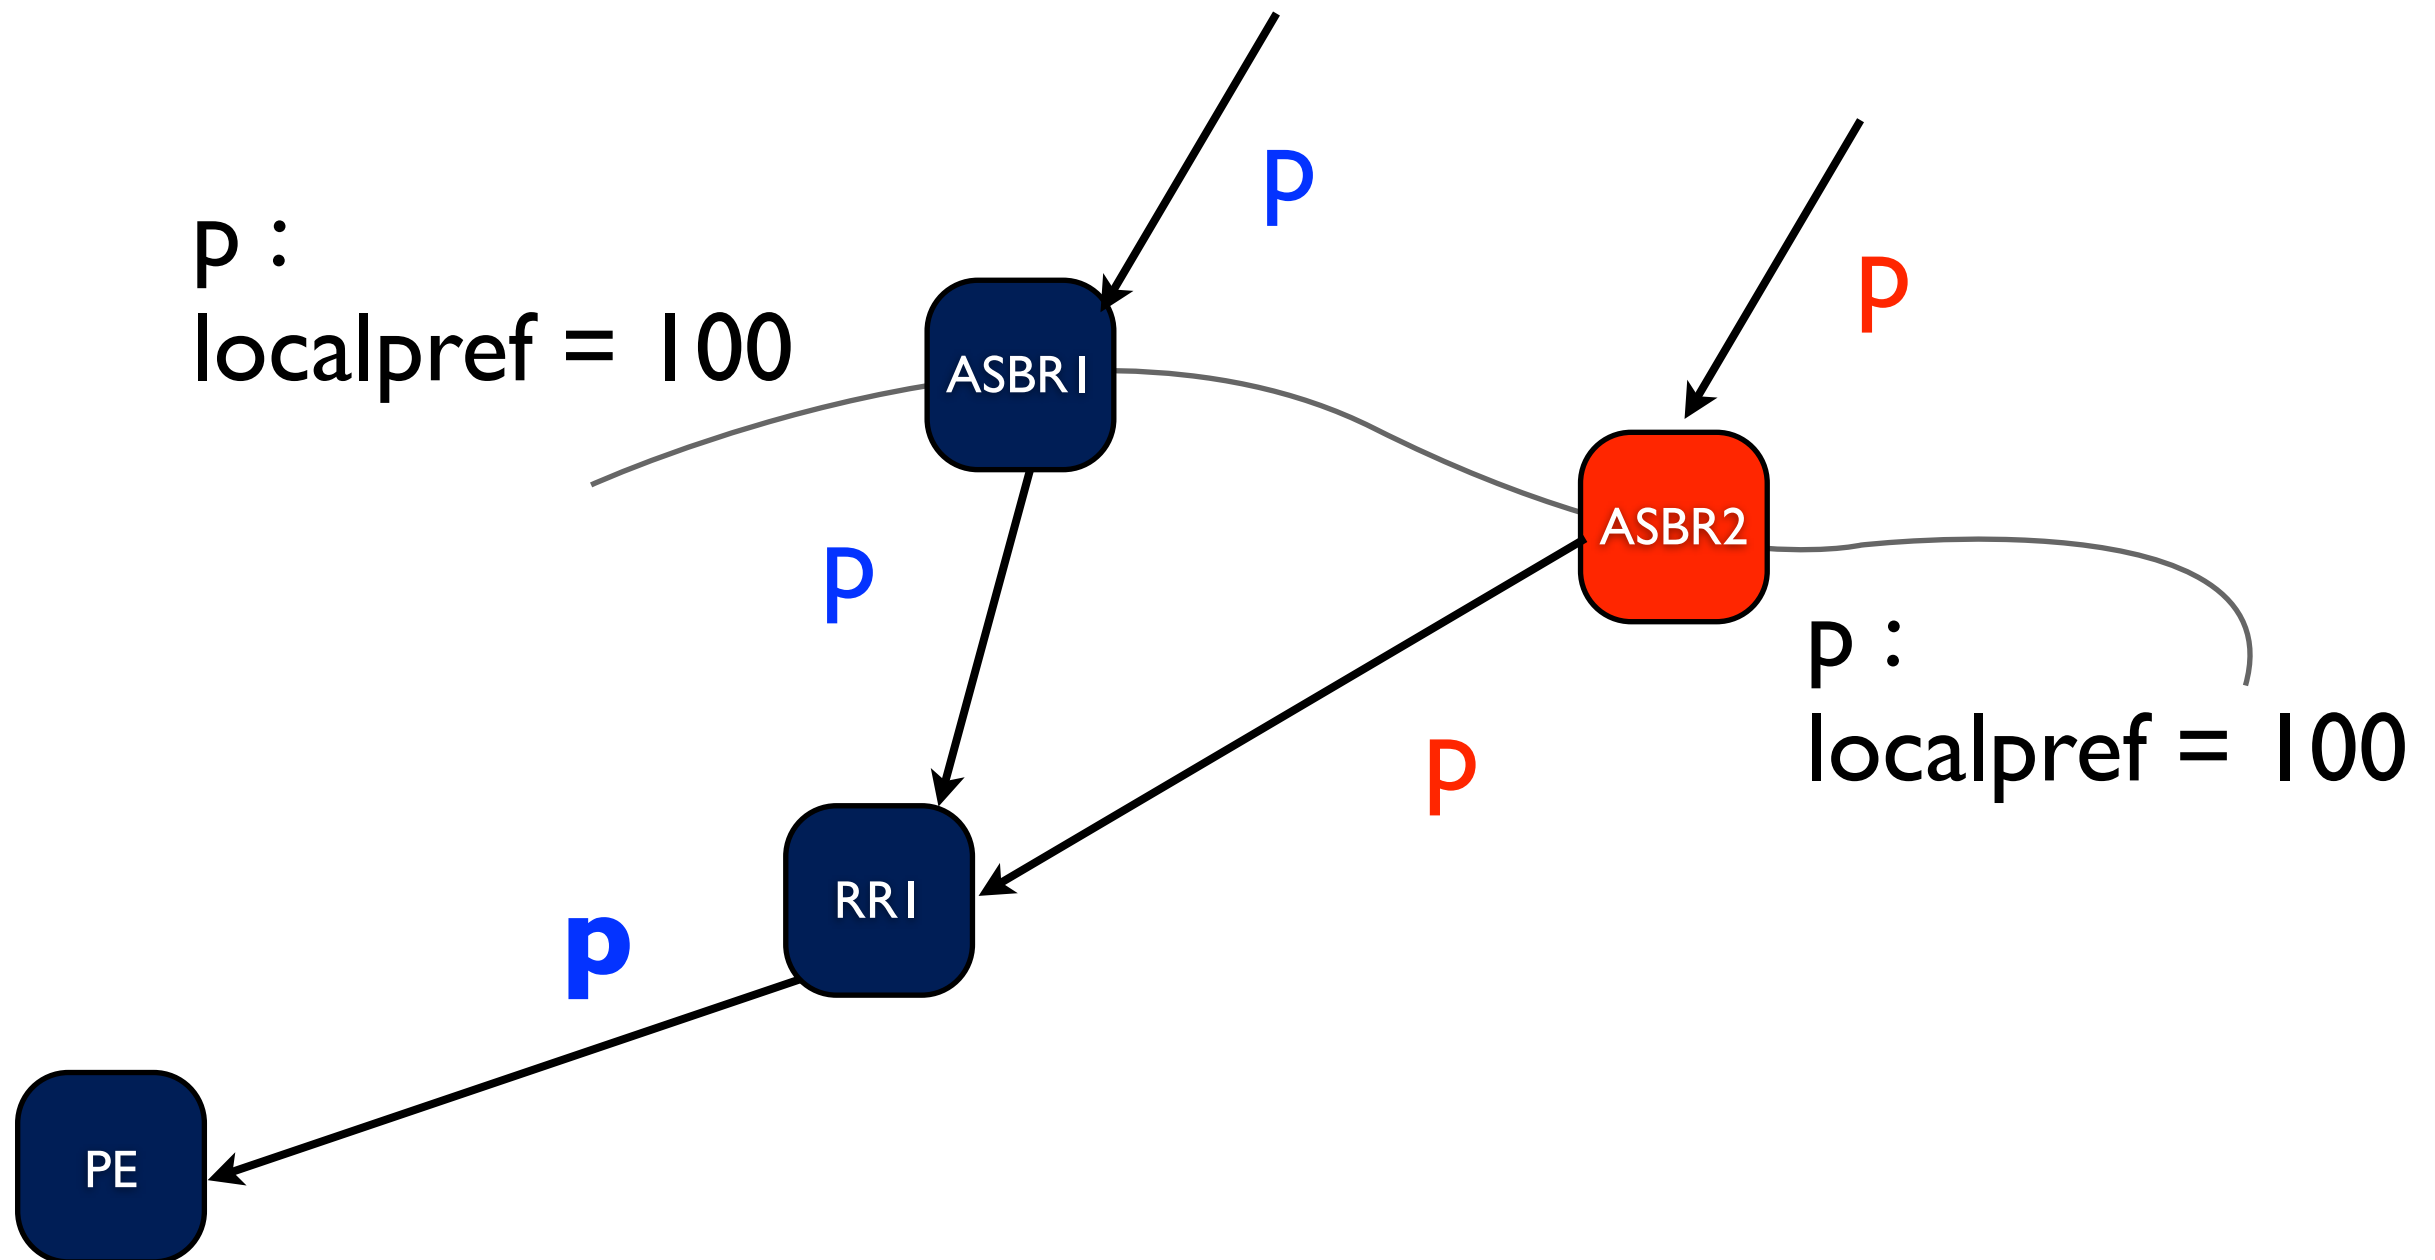 p
p
p :
localpref = 100
ASBR1
ASBR2
p
p :
localpref = 100
p
RR1
p
PE